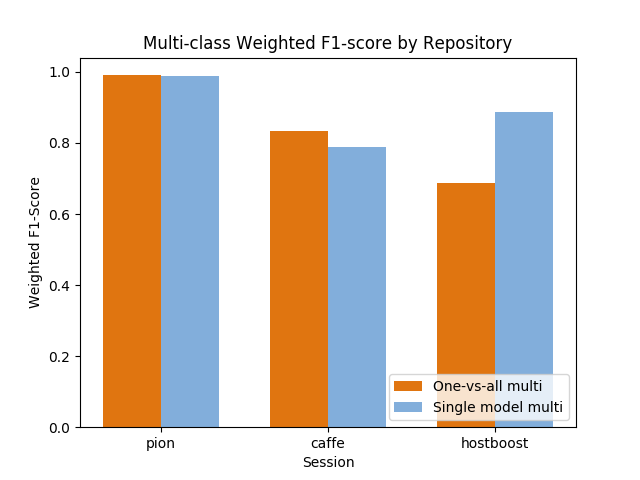 Multi-class Weighted F1-score by Repository
Weighted F1-Score
1.0
0.8
0.6
0.4
0.2
0.0
One-vs-all multi
Single model multi
pion
caffe
hostboost
Session